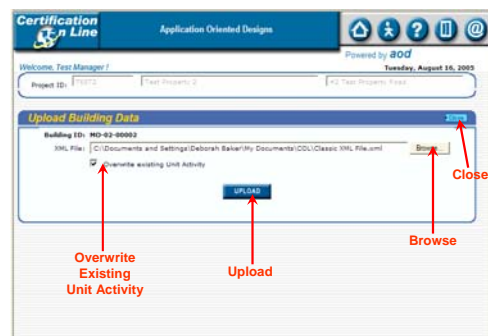 Certification
On Line
Application Oriented Designs
Powered by aod
Welcome, Test Manager !
Tuesday, August 16, 2005
Project ID:
Test Property 2
Upload Building Data
Close
Building ID: MO-02-00002
XML File: C:\Documents and Settings\Deborah Baker\My Documents\COL\Classic XML File.xml Browse...
Overwrite existing Unit Activity
UPLOAD
Close
Browse
Overwrite
Existing
Unit Activity
Upload